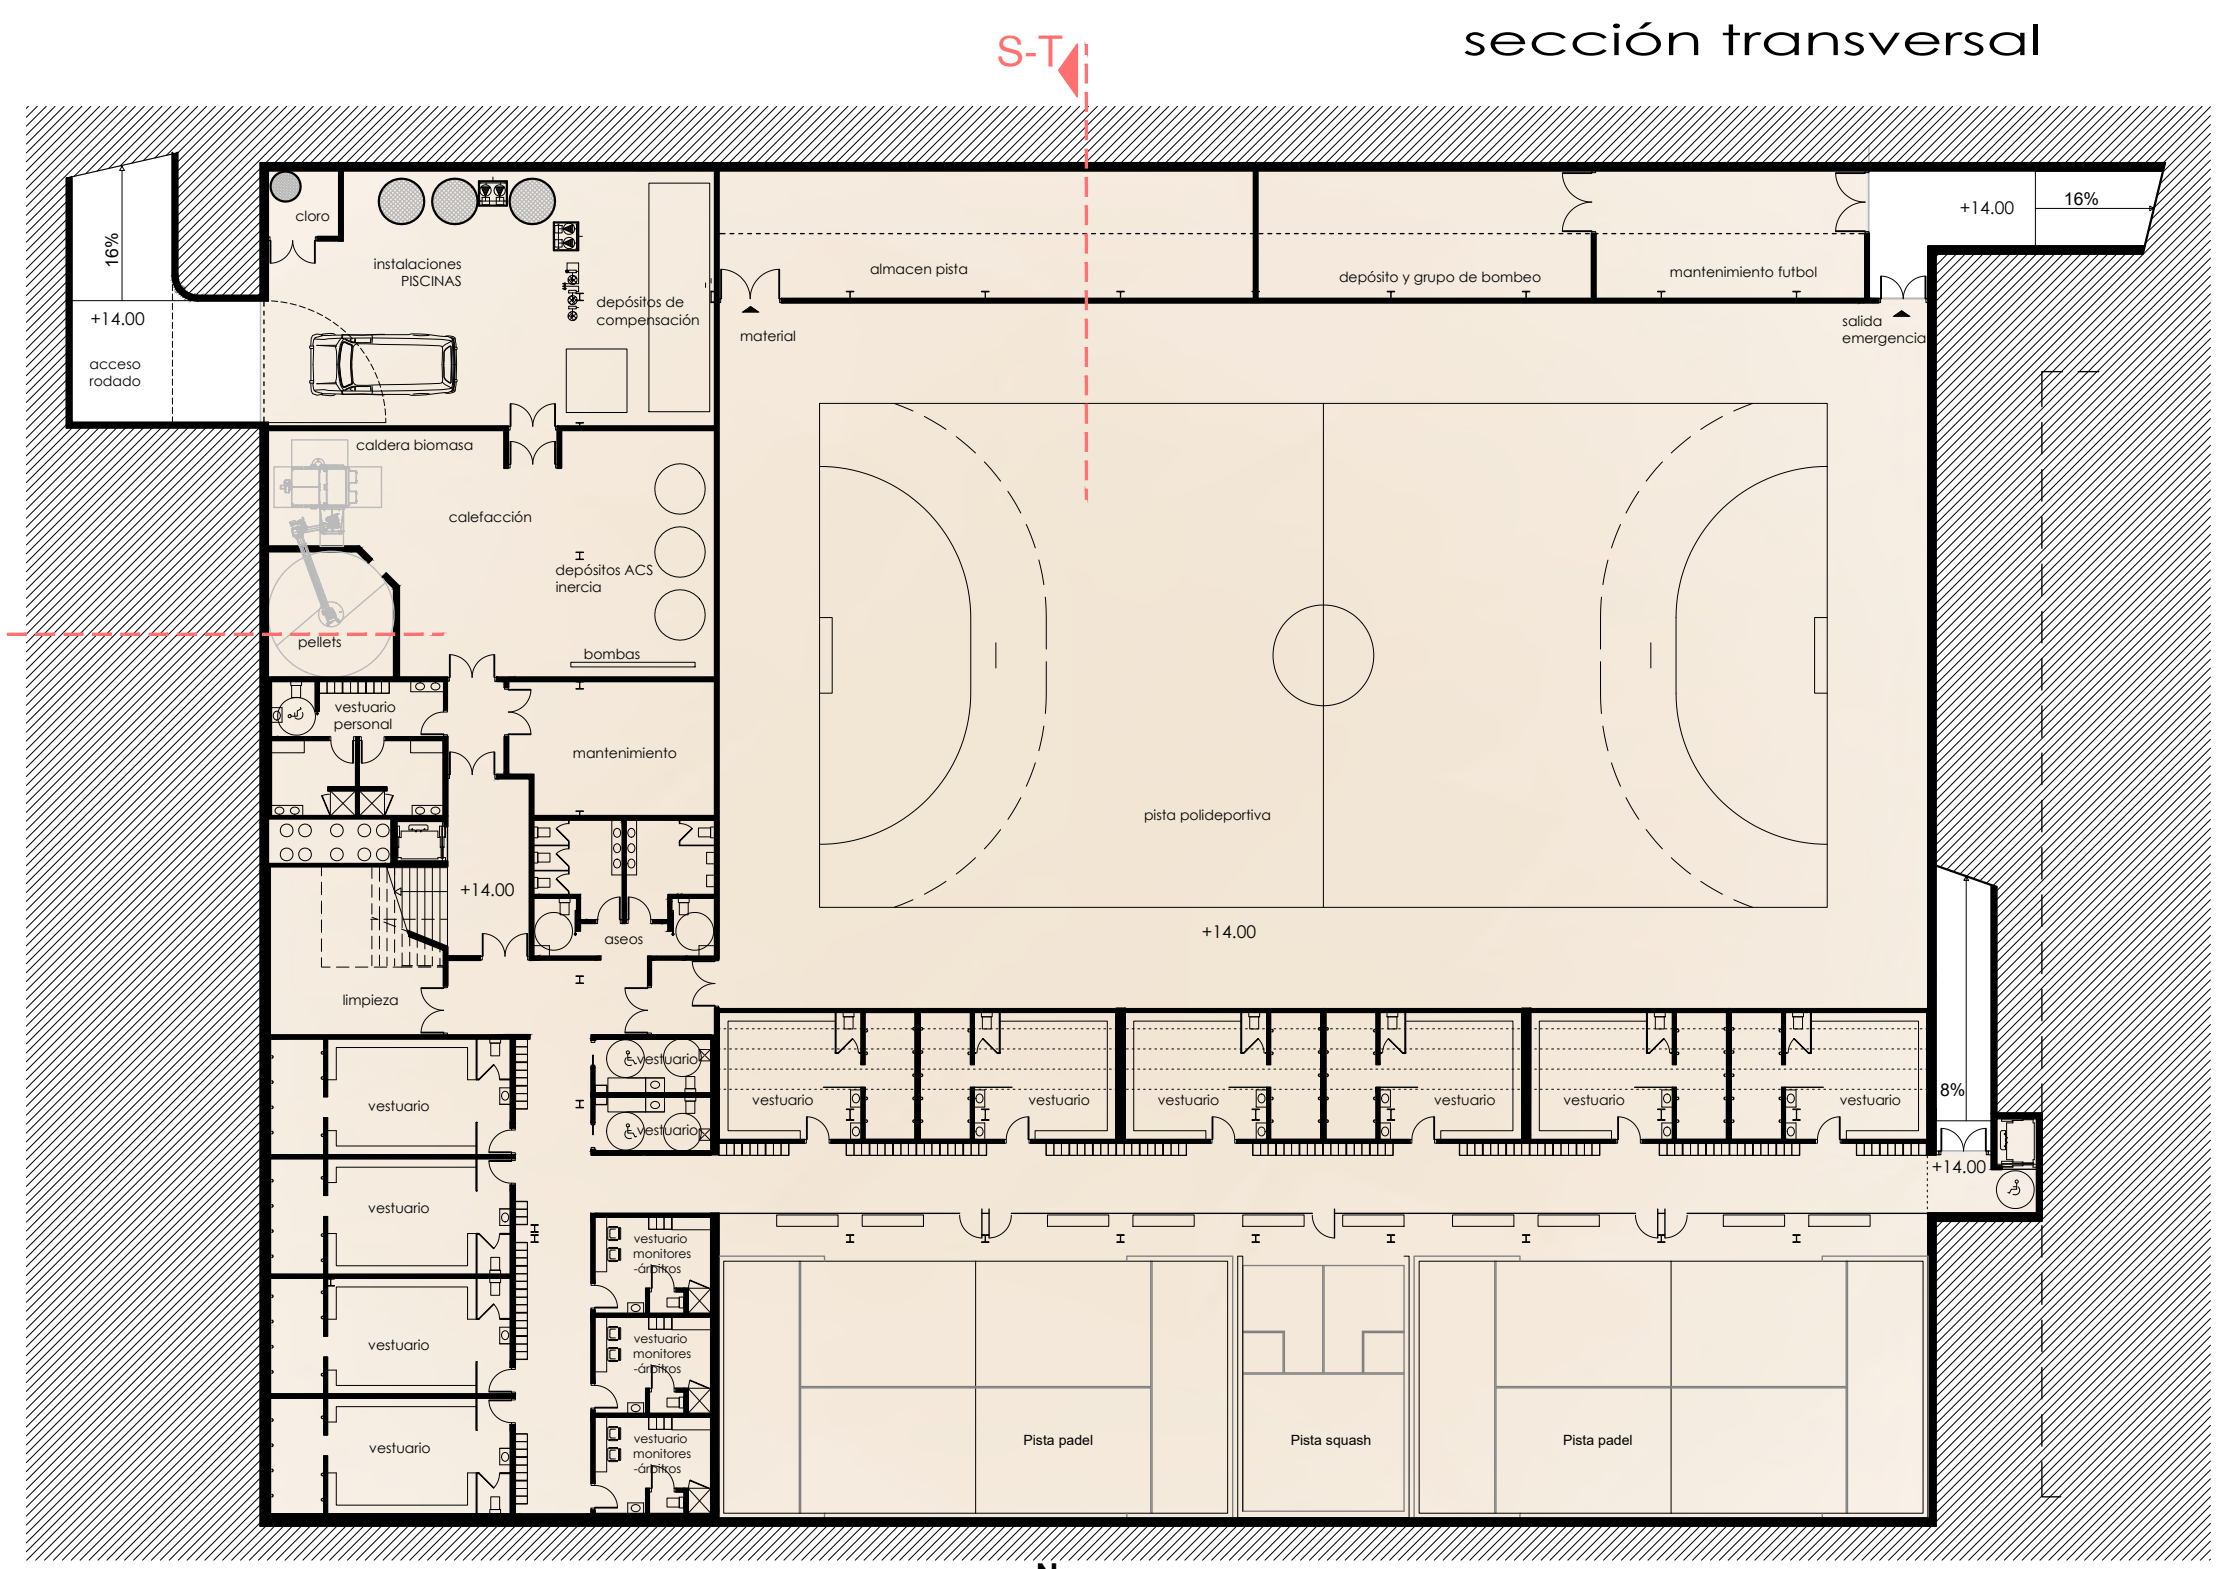 sección transversal
S-T
cloro
16%
+14.00
16%
instalaciones
PISCINAS
almacen pista
depósito y grupo de bombeo
mantenimiento futbol
depósitos de
compensación
+14.00
material
salida
emergencia
acceso
rodado
caldera biomasa
calefacción
depósitos ACS
inercia
pellets
bombas
vestuario
personal
mantenimiento
pista polideportiva
+14.00
aseos
+14.00
limpieza
vestuario
vestuario
vestuario
vestuario
vestuario
vestuario
vestuario
vestuario
vestuario
8%
+14.00
vestuario
vestuario
monitores
-árbitros
vestuario
vestuario
monitores
-árbitros
vestuario
vestuario
monitores
-árbitros
Pista padel
Pista squash
Pista padel
vestuario
N